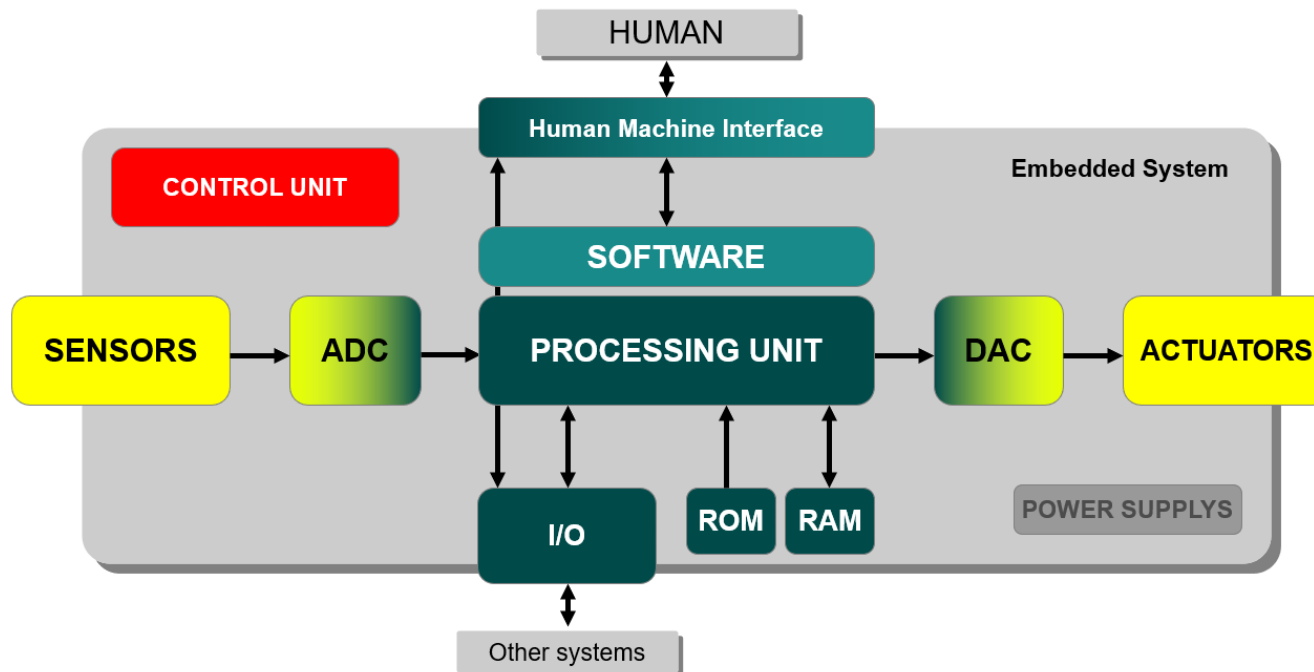 HUMAN
Human Machine Interface
CONTROL UNIT
Embedded System
SOFTWARE
SENSORS
ADC
PROCESSING UNIT
DAC
ACTUATORS
I/O
ROM
RAM
POWER SUPPLYS
Other systems